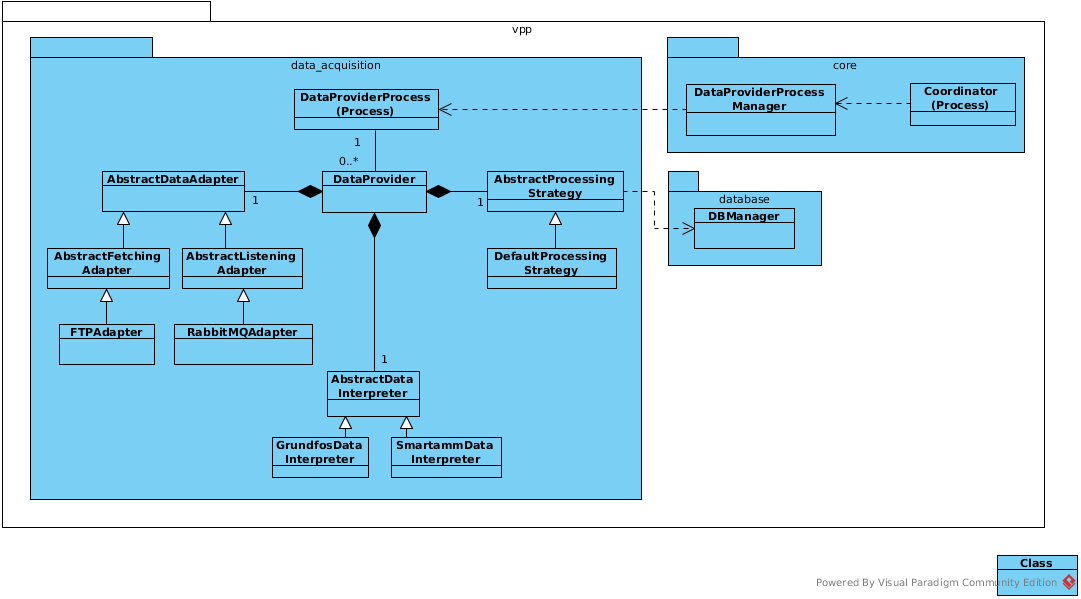 vpp
data_acquisition
core
DataProviderProcess
(Process)
DataProviderProcess
Manager
Coordinator
(Process)
1
0..*
AbstractDataAdapter
1
DataProvider
1
AbstractProcessing
Strategy
database
DBManager
AbstractFetching
Adapter
AbstractListening
Adapter
DefaultProcessing
Strategy
FTPAdapter
RabbitMQAdapter
1
AbstractData
Interpreter
GrundfosData
Interpreter
SmartammData
Interpreter
Class
Powered By Visual Paradigm Community Edition